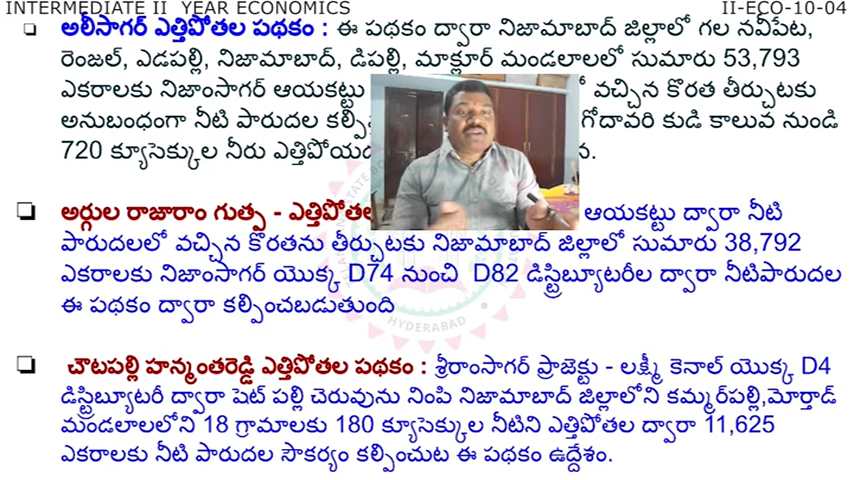 INTERMEDIATE II YEAR ECONOMICS II-ECO-10-04
❑ అలీసాగర్ ఎత్తిపోతల పథకం : ఈ పథకం ద్వారా నిజామాబాద్ జిల్లాలో గల నవీపేట,
రెంజల్, ఎడపల్లి, నిజామాబాద్, డిపల్లి, మాక్లూర్ మండలాలలో సుమారు 53,793
ఎకరాలకు నిజాంసాగర్ ఆయకట్టు వచ్చిన కొరత తీర్చుటకు
అనుబంధంగా నీటి పారుదల గోదావరి కుడి కాలువ నుండి
720 క్యూసెక్కుల నీరు
❑ అర్గుల రాజారాం గుత్ప - ఆయకట్టు ద్వారా నీటి
పారుదలలో వచ్చిన కొరతను తీర్చుటకు నిజామాబాద్ జిల్లాలో సుమారు 38,792
ఎకరాలకు నిజాంసాగర్ యొక్క D74 నుంచి D82 డిస్ట్రిబ్యూటరీల ద్వారా నీటిపారుదల
ఈ పథకం ద్వారా కల్పించబడుతుంది
❑ చౌటపల్లి హన్మంతరెడ్డి ఎత్తిపోతల పథకం : శ్రీరాంసాగర్ ప్రాజెక్టు - లక్ష్మీ కెనాల్ యొక్క D4
డిస్ట్రిబ్యూటరీ ద్వారా షెట్ పల్లి చెరువును నింపి నిజామాబాద్ జిల్లాలోని కమ్మర్‌పల్లి,మోర్తాడ్
మండలాలలోని 18 గ్రామాలకు 180 క్యూసెక్కుల నీటిని ఎత్తిపోతల ద్వారా 11,625
ఎకరాలకు నీటి పారుదల సౌకర్యం కల్పించుట ఈ పథకం ఉద్దేశం.
HYDERABAD